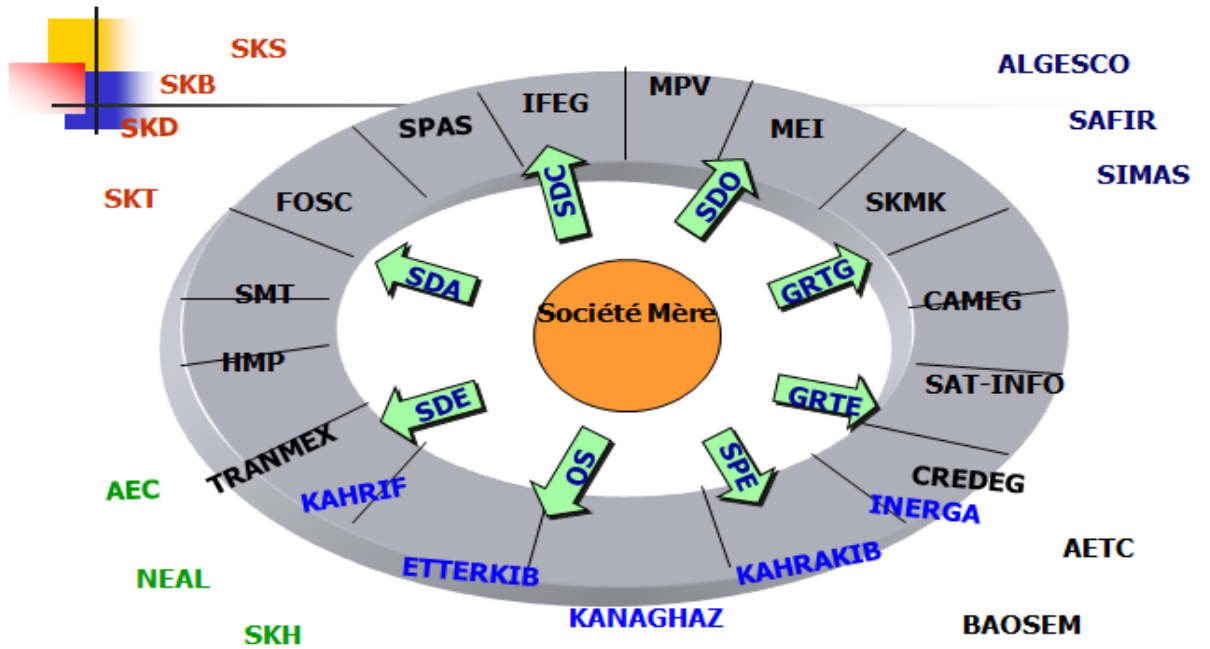 SKS
SKB
SKD
SKT
ALGESCO
SAFIR
SIMAS
IFEG
MPV
SPAS
MEI
FOSC
SKMK
SMT
CAMEG
HMP
SAT-INFO
TRANMEX
CREDEG
KAHRIF
INERGA
ETTERKIB
KAHRAKIB
KANAGHAZ
SDC
SDO
SDA
GRTG
Société Mère
SDE
GRTE
OS
SPE
AEC
NEAL
SKH
AETC
BAOSEM